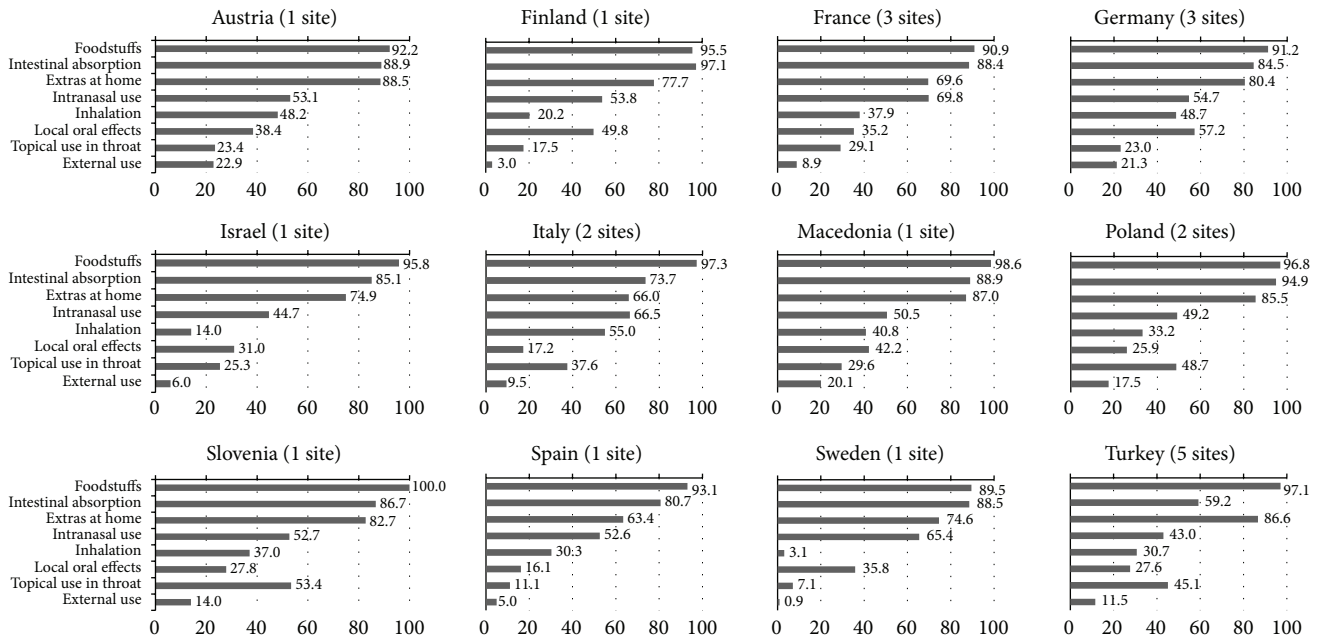 Austria (1 site)
Foodstuffs 92.2
Intestinal absorption 88.9
Extras at home 88.5
Intranasal use 53.1
Inhalation 48.2
Local oral effects 38.4
Topical use in throat 23.4
External use 22.9
0 20 40 60 80 100
Finland (1 site)
95.5
97.1
77.7
53.8
20.2
49.8
17.5
3.0
0 20 40 60 80 100
France (3 sites)
90.9
88.4
69.6
69.8
37.9
35.2
29.1
8.9
0 20 40 60 80 100
Germany (3 sites)
91.2
84.5
80.4
54.7
48.7
57.2
23.0
21.3
0 20 40 60 80 100
Israel (1 site)
Foodstuffs 95.8
Intestinal absorption 85.1
Extras at home 74.9
Intranasal use 44.7
Inhalation 14.0
Local oral effects 31.0
Topical use in throat 25.3
External use 6.0
0 20 40 60 80 100
Italy (2 sites)
97.3
73.7
66.0
66.5
55.0
17.2
37.6
9.5
0 20 40 60 80 100
Macedonia (1 site)
98.6
88.9
87.0
50.5
40.8
42.2
29.6
20.1
0 20 40 60 80 100
Poland (2 sites)
96.8
94.9
85.5
49.2
33.2
25.9
48.7
17.5
0 20 40 60 80 100
Slovenia (1 site)
Foodstuffs 100.0
Intestinal absorption 86.7
Extras at home 82.7
Intranasal use 52.7
Inhalation 37.0
Local oral effects 27.8
Topical use in throat 53.4
External use 14.0
0 20 40 60 80 100
Spain (1 site)
93.1
80.7
63.4
52.6
30.3
16.1
11.1
5.0
0 20 40 60 80 100
Sweden (1 site)
89.5
88.5
74.6
65.4
3.1
35.8
7.1
0.9
0 20 40 60 80 100
Turkey (5 sites)
97.1
59.2
86.6
43.0
30.7
27.6
45.1
11.5
0 20 40 60 80 100